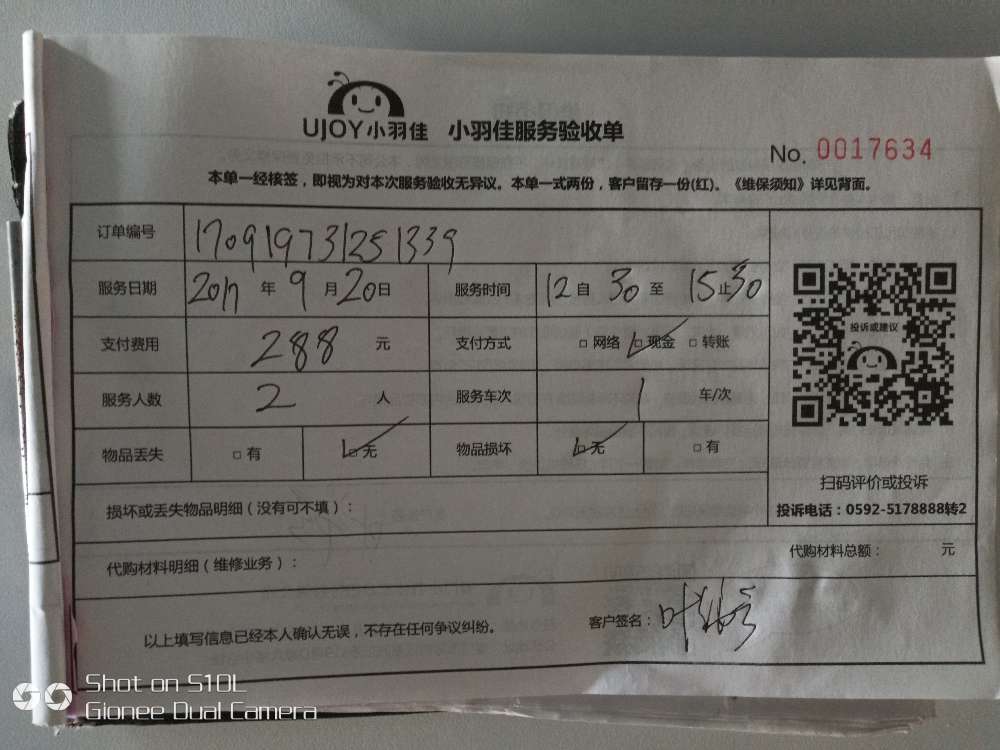 UJOY小羽佳 小羽佳服务验收单
No. 0017634
本单一经核签，即视为对本次服务验收无异议。本单一式两份，客户留存一份(红)。《维保须知》详见背面。
订单编号 170919731251339
服务日期 2017 年 9 月 20 日 服务时间 12 自 30 至 15 止 30
支付费用 288 元 支付方式 □ 网络 ☑ 现金 □ 转账
投诉或建议
服务人数 2 人 服务车次 1 车/次
物品丢失 □ 有 ☑ 无 物品损坏 ☑ 无 □ 有
扫码评价或投诉
投诉电话：0592-5178888转2
损坏或丢失物品明细（没有可不填）：
代购材料明细（维修业务）： 代购材料总额： 元
以上填写信息已经本人确认无误，不存在任何争议纠纷。 客户签名：叶
Shot on S10L
Gionee Dual Camera